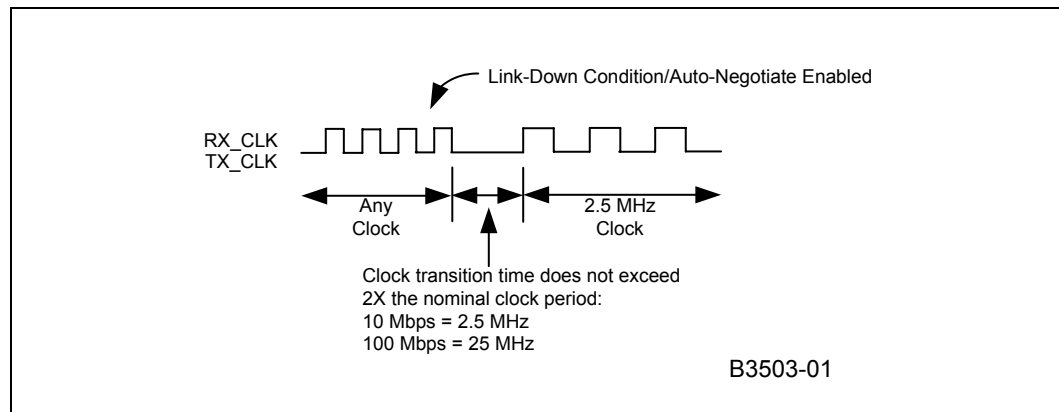 Link-Down Condition/Auto-Negotiate Enabled
RX_CLK
TX_CLK
Any
Clock
2.5 MHz
Clock
Clock transition time does not exceed
2X the nominal clock period:
10 Mbps = 2.5 MHz
100 Mbps = 25 MHz
B3503-01